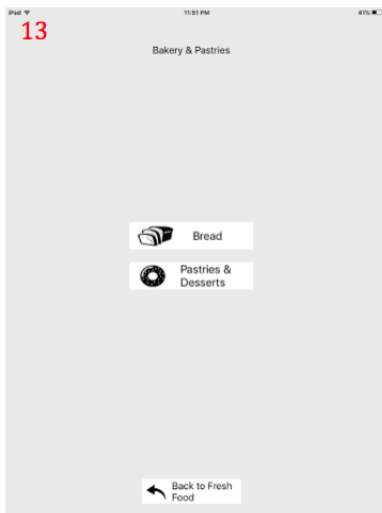 iPad 11:51 PM 41%
13
Bakery & Pastries
Bread
Pastries &
Desserts
Back to Fresh
Food